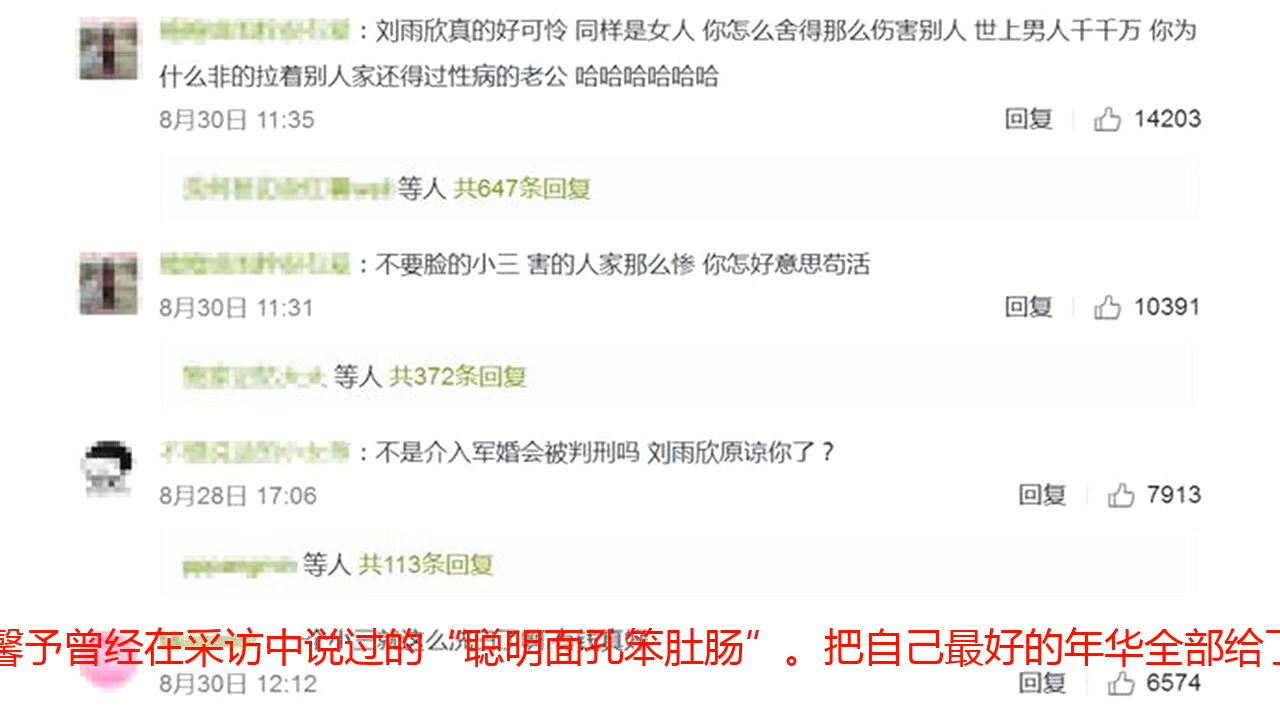 ：刘雨欣真的好可怜 同样是女人 你怎么舍得那么伤害别人 世上男人千千万 你为
什么非的拉着别人家还得过性病的老公 哈哈哈哈哈哈
8月30日 11:35
回复 14203
等人 共647条回复
：不要脸的小三 害的人家那么惨 你怎好意思苟活
8月30日 11:31
回复 10391
等人 共372条回复
：不是介入军婚会被判刑吗 刘雨欣原谅你了？
8月28日 17:06
回复 7913
等人 共113条回复
馨予曾经在采访中说过的“聪明面孔笨肚肠”。把自己最好的年华全部给了
8月30日 12:12
回复 6574